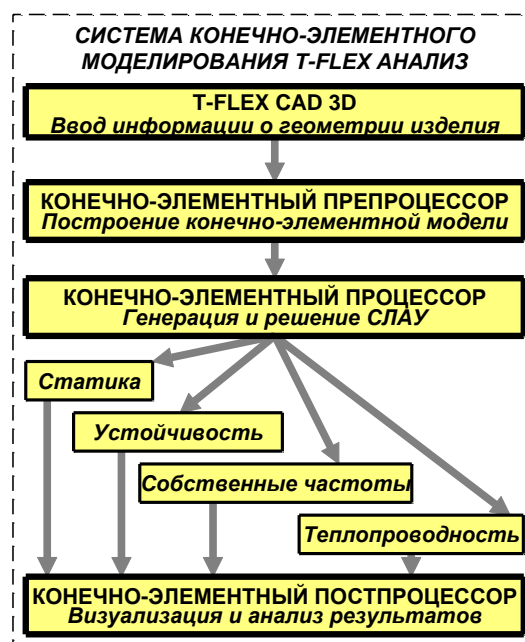 СИСТЕМА КОНЕЧНО-ЭЛЕМЕНТНОГО
МОДЕЛИРОВАНИЯ T-FLEX АНАЛИЗ
T-FLEX CAD 3D
Ввод информации о геометрии изделия
КОНЕЧНО-ЭЛЕМЕНТНЫЙ ПРЕПРОЦЕССОР
Построение конечно-элементной модели
КОНЕЧНО-ЭЛЕМЕНТНЫЙ ПРОЦЕССОР
Генерация и решение СЛАУ
Статика
Устойчивость
Собственные частоты
Теплопроводность
КОНЕЧНО-ЭЛЕМЕНТНЫЙ ПОСТПРОЦЕССОР
Визуализация и анализ результатов